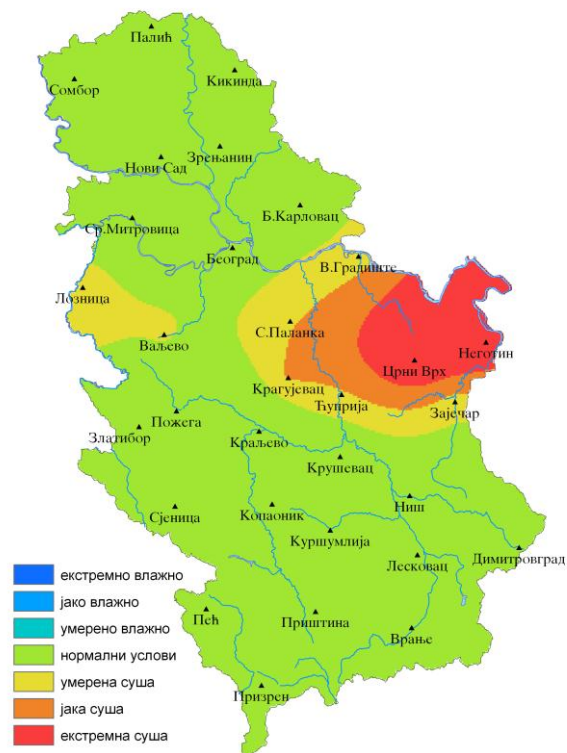 Палић
Кикинда
Сомбор
Зрењанин
Нови Сад
Б.Карловац
Ср.Митровица
Београд
В.Градиште
Лозница
С.Паланка
Ваљево
Неготин
Црни Врх
Крагујевац
Ћуприја
Зајечар
Пожега
Златибор
Краљево
Крушевац
Ниш
Копаоник
Сјеница
Куршумлија
Димитровград
Лесковац
Пећ
Приштина
Врање
Призрен
екстремно влажно
јако влажно
умерено влажно
нормални услови
умерена суша
јака суша
екстремна суша